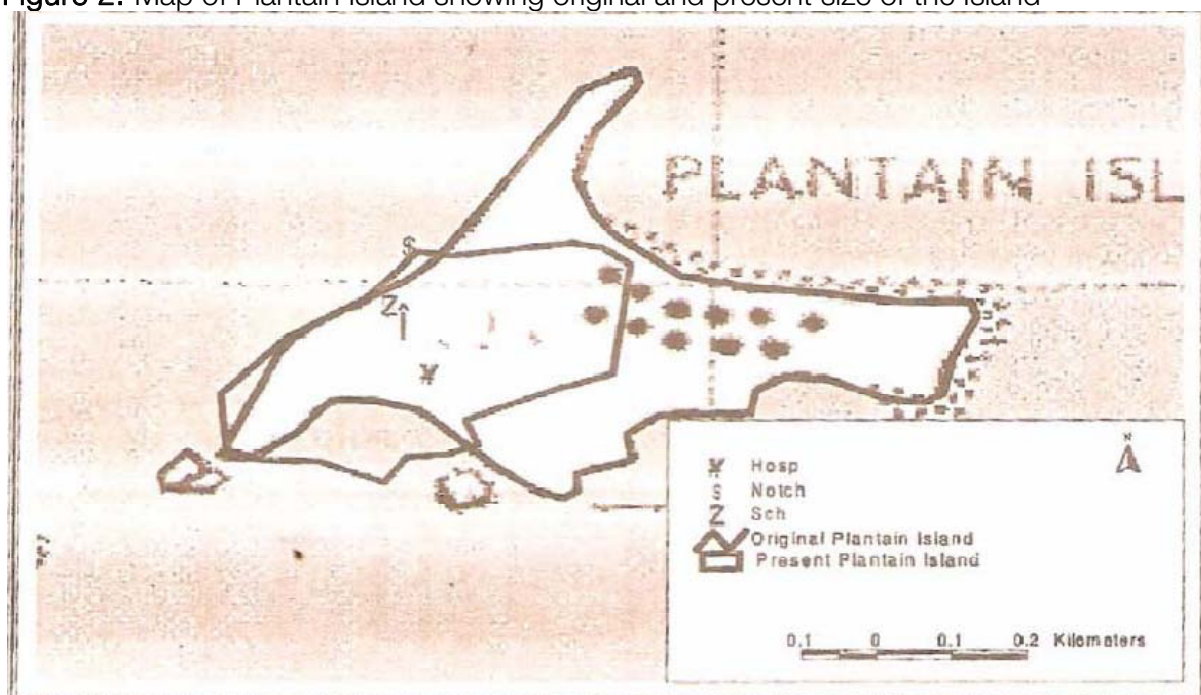 Figure 2: Map of Plantain Island showing original and present size of the island
PLANTAIN ISL
S
Z
¥
N
¥ Hosp
S Notch
Z Sch
Original Plantain Island
Present Plantain Island
0.1 0 0.1 0.2 Kilometers